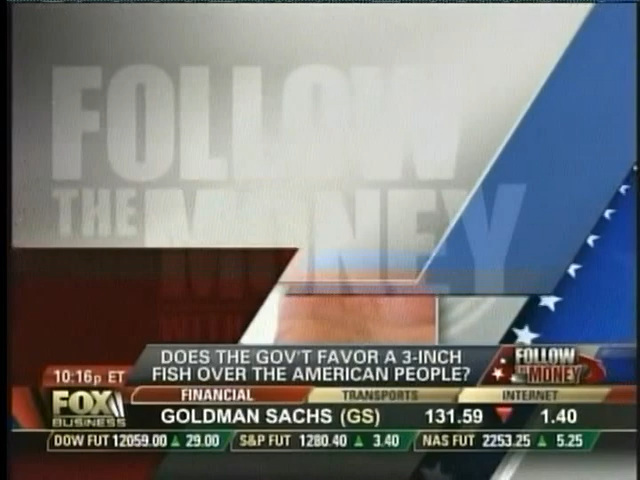 FOLLOW
THE MONEY
DOES THE GOV'T FAVOR A 3-INCH
FISH OVER THE AMERICAN PEOPLE?
FOLLOW
THE MONEY
10:16p ET
FINANCIAL TRANSPORTS INTERNET
FOX
BUSINESS
GOLDMAN SACHS (GS) 131.59 ▼ 1.40
DOW FUT 12059.00 ▲ 29.00 S&P FUT 1280.40 ▲ 3.40 NAS FUT 2253.25 ▲ 5.25